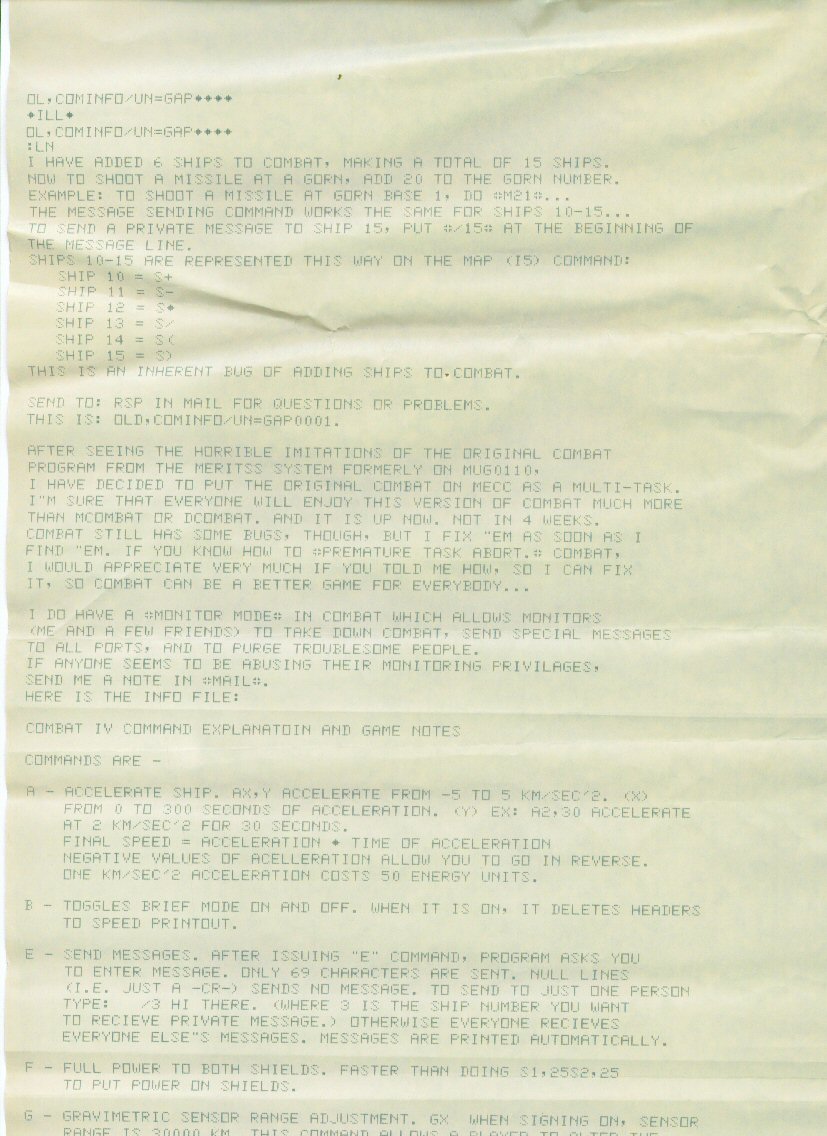 OL,COMINFO/UN=GAP****
*ILL*
OL,COMINFO/UN=GAP****
:LN
I HAVE ADDED 6 SHIPS TO COMBAT, MAKING A TOTAL OF 15 SHIPS.
NOW TO SHOOT A MISSILE AT A GORN, ADD 20 TO THE GORN NUMBER.
EXAMPLE: TO SHOOT A MISSILE AT GORN BASE 1, DO #M21#...
THE MESSAGE SENDING COMMAND WORKS THE SAME FOR SHIPS 10-15...
TO SEND A PRIVATE MESSAGE TO SHIP 15, PUT #/15# AT THE BEGINNING OF
THE MESSAGE LINE.
SHIPS 10-15 ARE REPRESENTED THIS WAY ON THE MAP (I5) COMMAND:
SHIP 10 = S+
SHIP 11 = S-
SHIP 12 = S*
SHIP 13 = S/
SHIP 14 = S(
SHIP 15 = S)
THIS IS AN INHERENT BUG OF ADDING SHIPS TO COMBAT.
SEND TO: RSP IN MAIL FOR QUESTIONS OR PROBLEMS.
THIS IS: OLD,COMINFO/UN=GAP0001.
AFTER SEEING THE HORRIBLE IMITATIONS OF THE ORIGINAL COMBAT
PROGRAM FROM THE MERITSS SYSTEM FORMERLY ON MUG0110,
I HAVE DECIDED TO PUT THE ORIGINAL COMBAT ON MECC AS A MULTI-TASK.
I"M SURE THAT EVERYONE WILL ENJOY THIS VERSION OF COMBAT MUCH MORE
THAN MCOMBAT OR DCOMBAT. AND IT IS UP NOW. NOT IN 4 WEEKS.
COMBAT STILL HAS SOME BUGS, THOUGH, BUT I FIX "EM AS SOON AS I
FIND "EM. IF YOU KNOW HOW TO #PREMATURE TASK ABORT.# COMBAT,
I WOULD APPRECIATE VERY MUCH IF YOU TOLD ME HOW, SO I CAN FIX
IT, SO COMBAT CAN BE A BETTER GAME FOR EVERYBODY...
I DO HAVE A #MONITOR MODE# IN COMBAT WHICH ALLOWS MONITORS
(ME AND A FEW FRIENDS) TO TAKE DOWN COMBAT, SEND SPECIAL MESSAGES
TO ALL PORTS, AND TO PURGE TROUBLESOME PEOPLE.
IF ANYONE SEEMS TO BE ABUSING THEIR MONITORING PRIVILAGES,
SEND ME A NOTE IN #MAIL#.
HERE IS THE INFO FILE:
COMBAT IV COMMAND EXPLANATOIN AND GAME NOTES
COMMANDS ARE -
A - ACCELERATE SHIP. AX,Y ACCELERATE FROM -5 TO 5 KM/SEC^2. (X)
FROM 0 TO 300 SECONDS OF ACCELERATION. (Y) EX: A2,30 ACCELERATE
AT 2 KM/SEC^2 FOR 30 SECONDS.
FINAL SPEED = ACCELERATION * TIME OF ACCELERATION
NEGATIVE VALUES OF ACELLERATION ALLOW YOU TO GO IN REVERSE.
ONE KM/SEC^2 ACCELERATION COSTS 50 ENERGY UNITS.
B - TOGGLES BRIEF MODE ON AND OFF. WHEN IT IS ON, IT DELETES HEADERS
TO SPEED PRINTOUT.
E - SEND MESSAGES. AFTER ISSUING "E" COMMAND, PROGRAM ASKS YOU
TO ENTER MESSAGE. ONLY 69 CHARACTERS ARE SENT. NULL LINES
(I.E. JUST A -CR-) SENDS NO MESSAGE. TO SEND TO JUST ONE PERSON
TYPE: /3 HI THERE. (WHERE 3 IS THE SHIP NUMBER YOU WANT
TO RECIEVE PRIVATE MESSAGE.) OTHERWISE EVERYONE RECIEVES
EVERYONE ELSE"S MESSAGES. MESSAGES ARE PRINTED AUTOMATICALLY.
F - FULL POWER TO BOTH SHIELDS. FASTER THAN DOING S1,25S2,25
TO PUT POWER ON SHIELDS.
G - GRAVIMETRIC SENSOR RANGE ADJUSTMENT. GX WHEN SIGNING ON, SENSOR
RANGE IS 30000 KM. THIS COMMAND ALLOWS A PLAYER TO ALTER THE